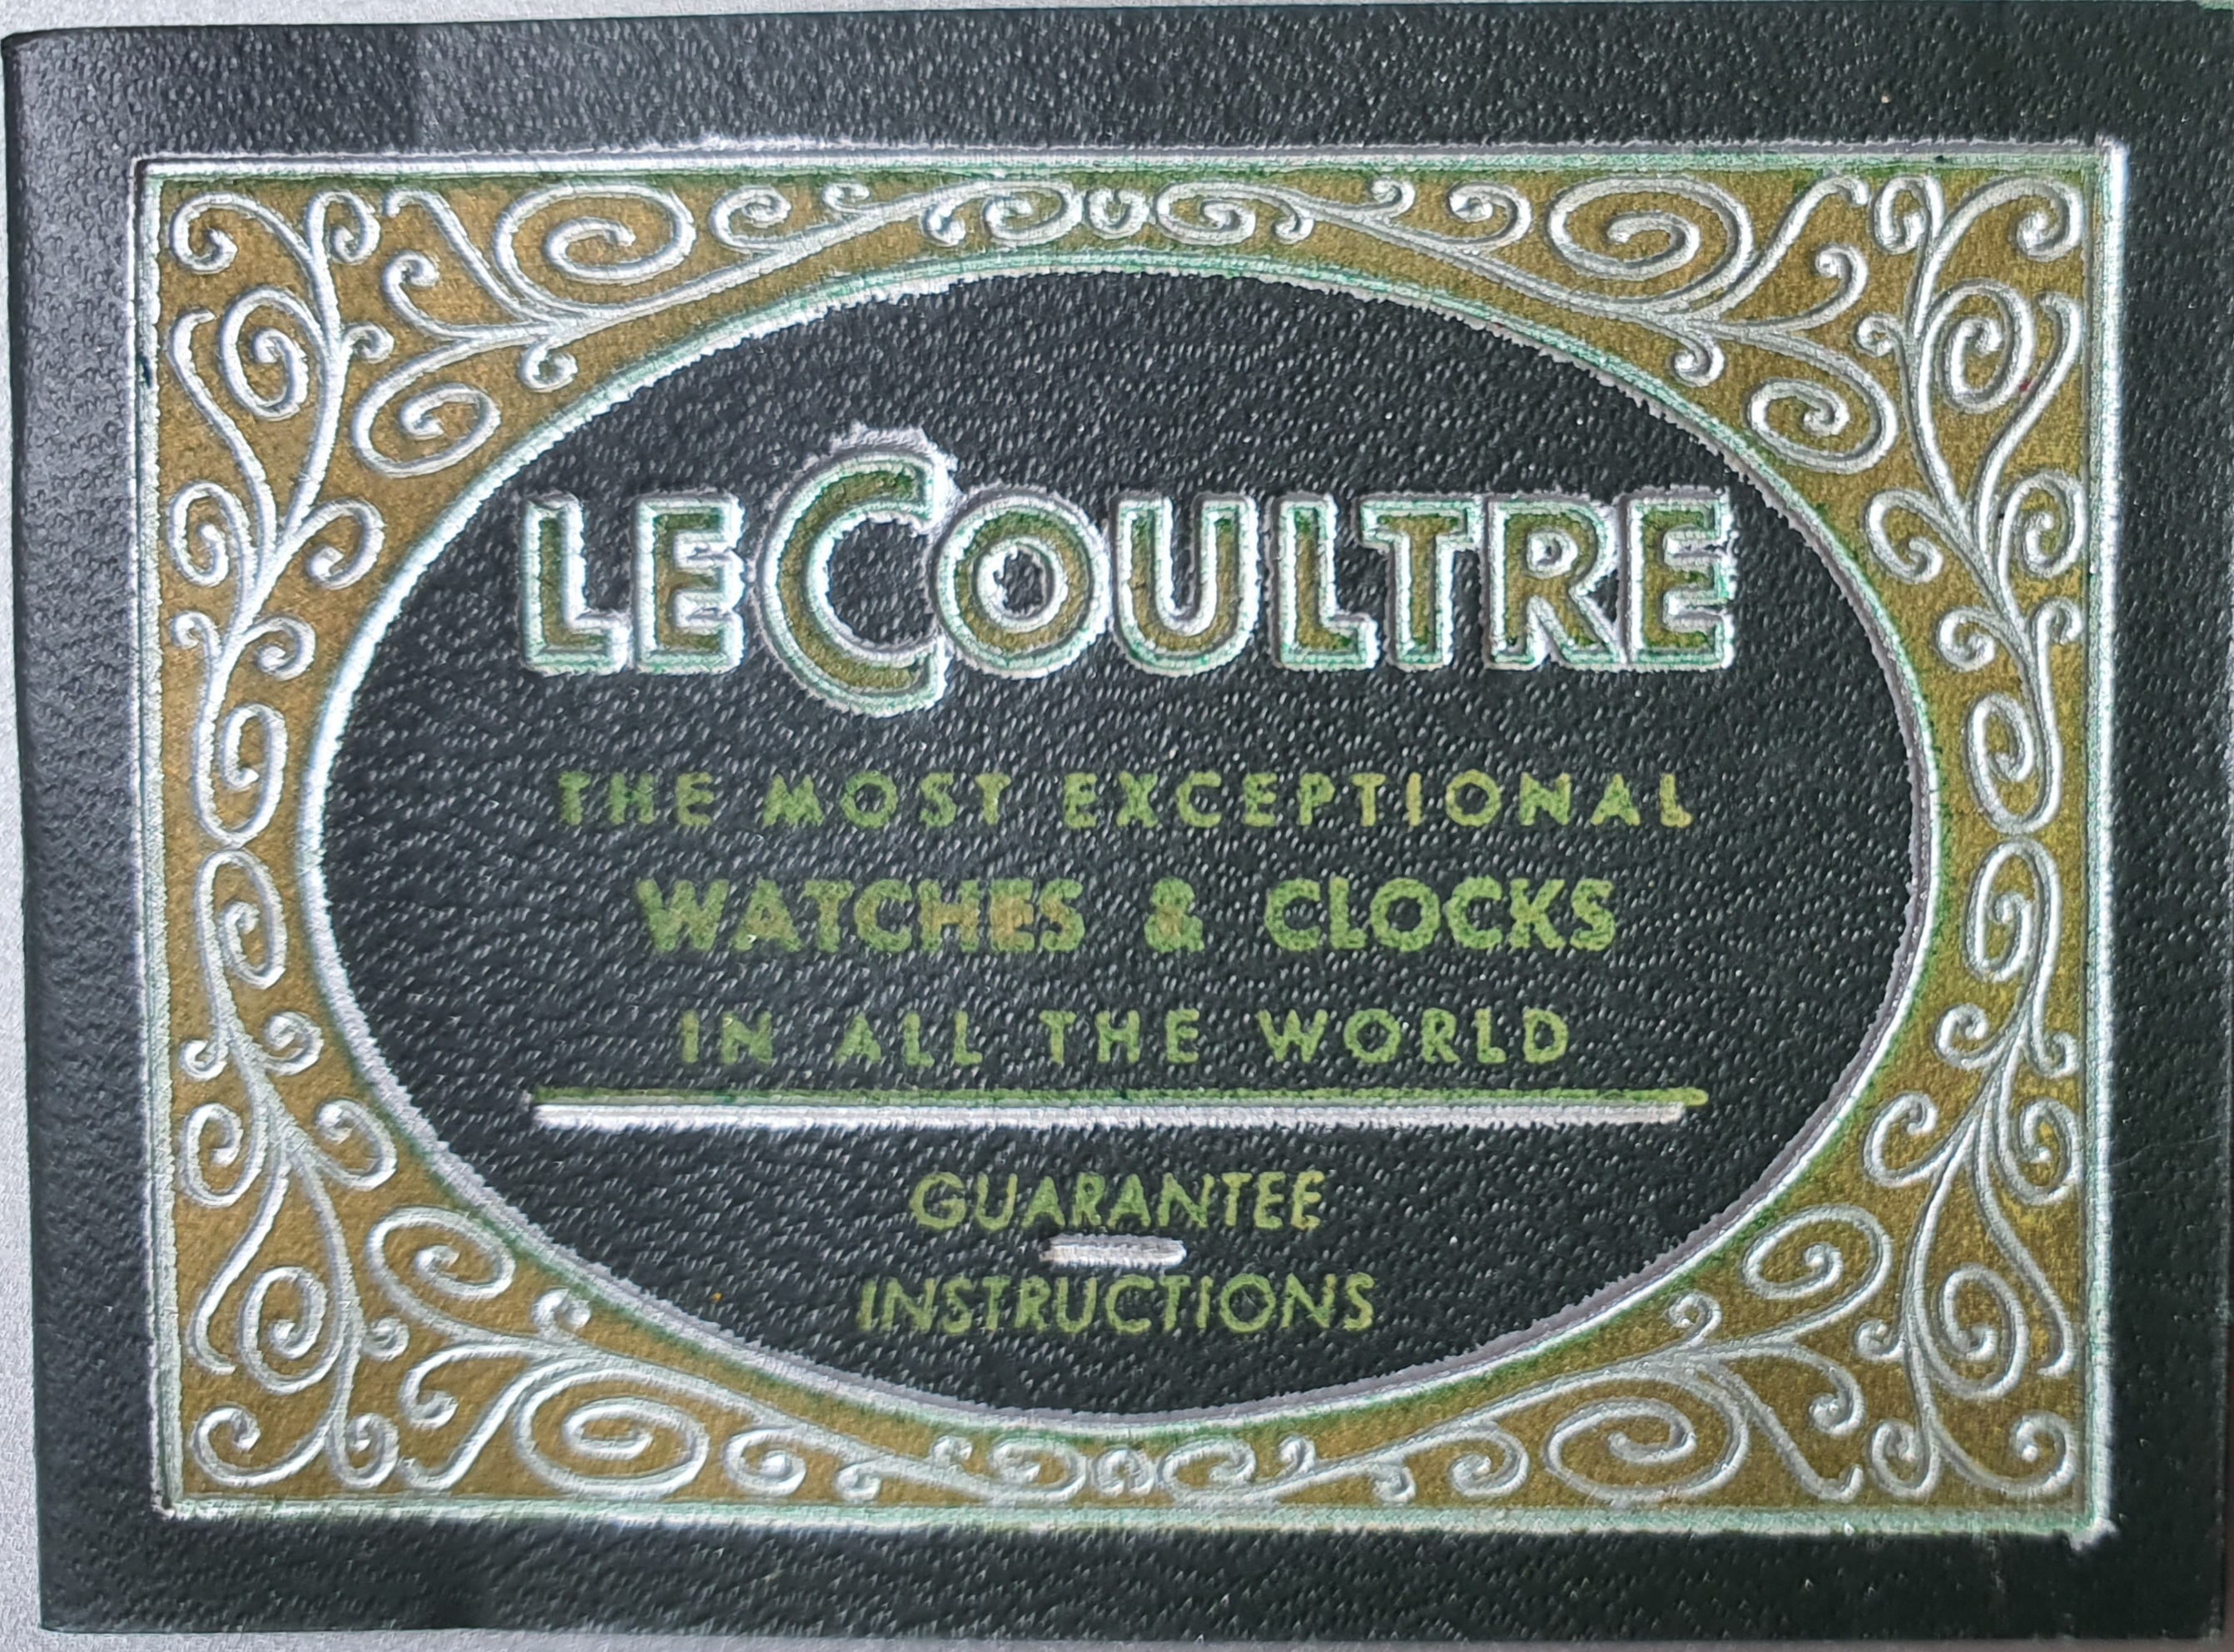 LECOULTRE
THE MOST EXCEPTIONAL
WATCHES & CLOCKS
IN ALL THE WORLD
GUARANTEE
INSTRUCTIONS